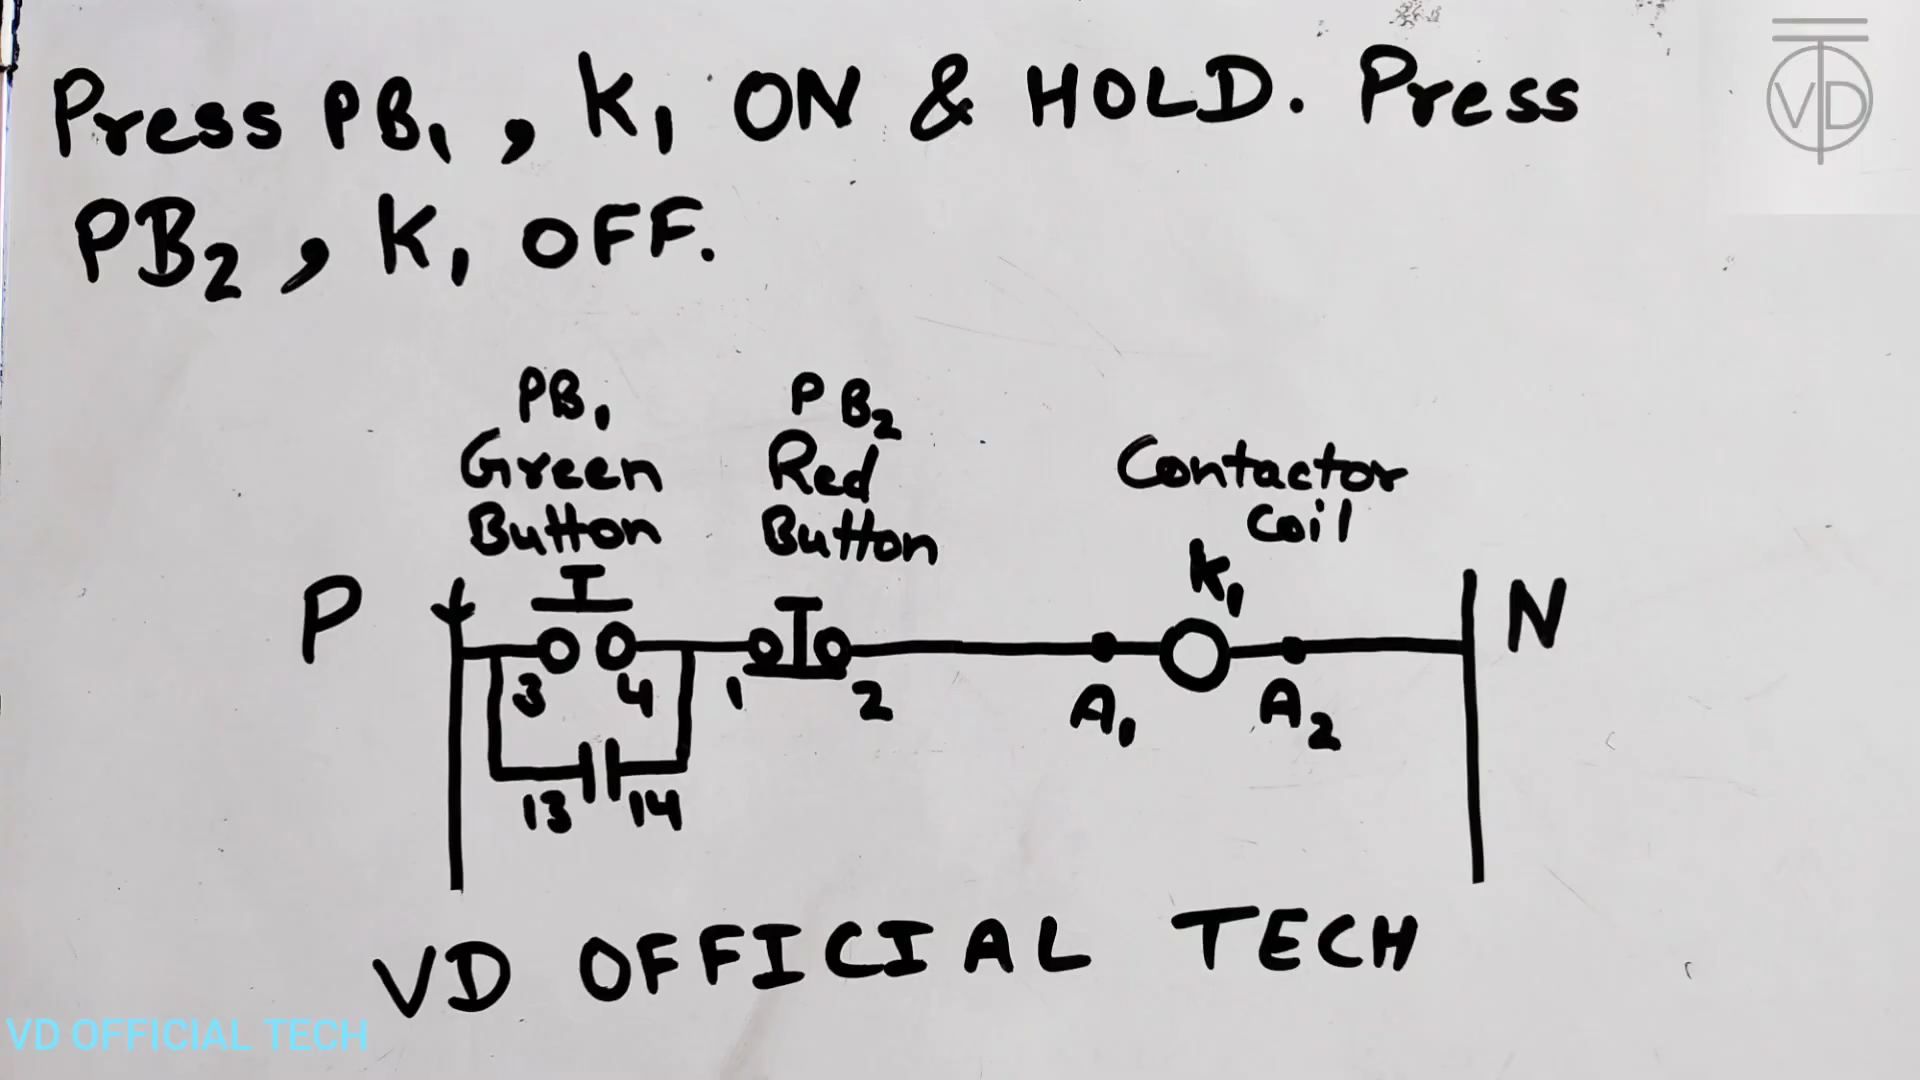 Press PB1, K1 ON & HOLD. Press
PB2, K1 OFF.
VD
PB1
Green
Button
PB2
Red
Button
Contactor
Coil
K1
P
N
3
4
1
2
A1
A2
13
14
VD OFFICIAL TECH
VD OFFICIAL TECH